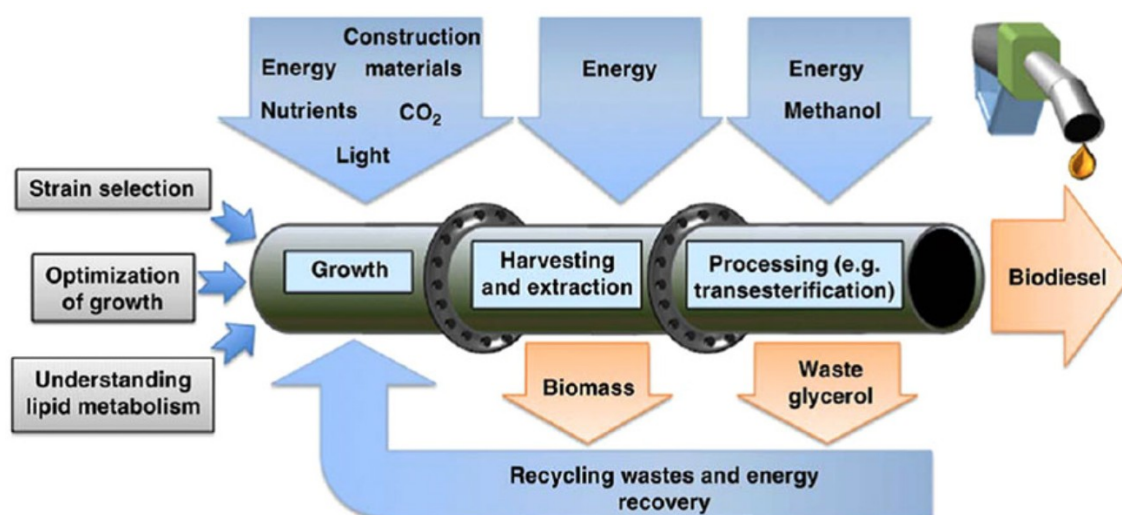 Construction
Energy materials
Nutrients CO₂
Light
Energy
Energy
Methanol
Strain selection
Optimization
of growth
Understanding
lipid metabolism
Growth
Harvesting
and extraction
Processing (e.g.
transesterification)
Biodiesel
Biomass
Waste
glycerol
Recycling wastes and energy
recovery